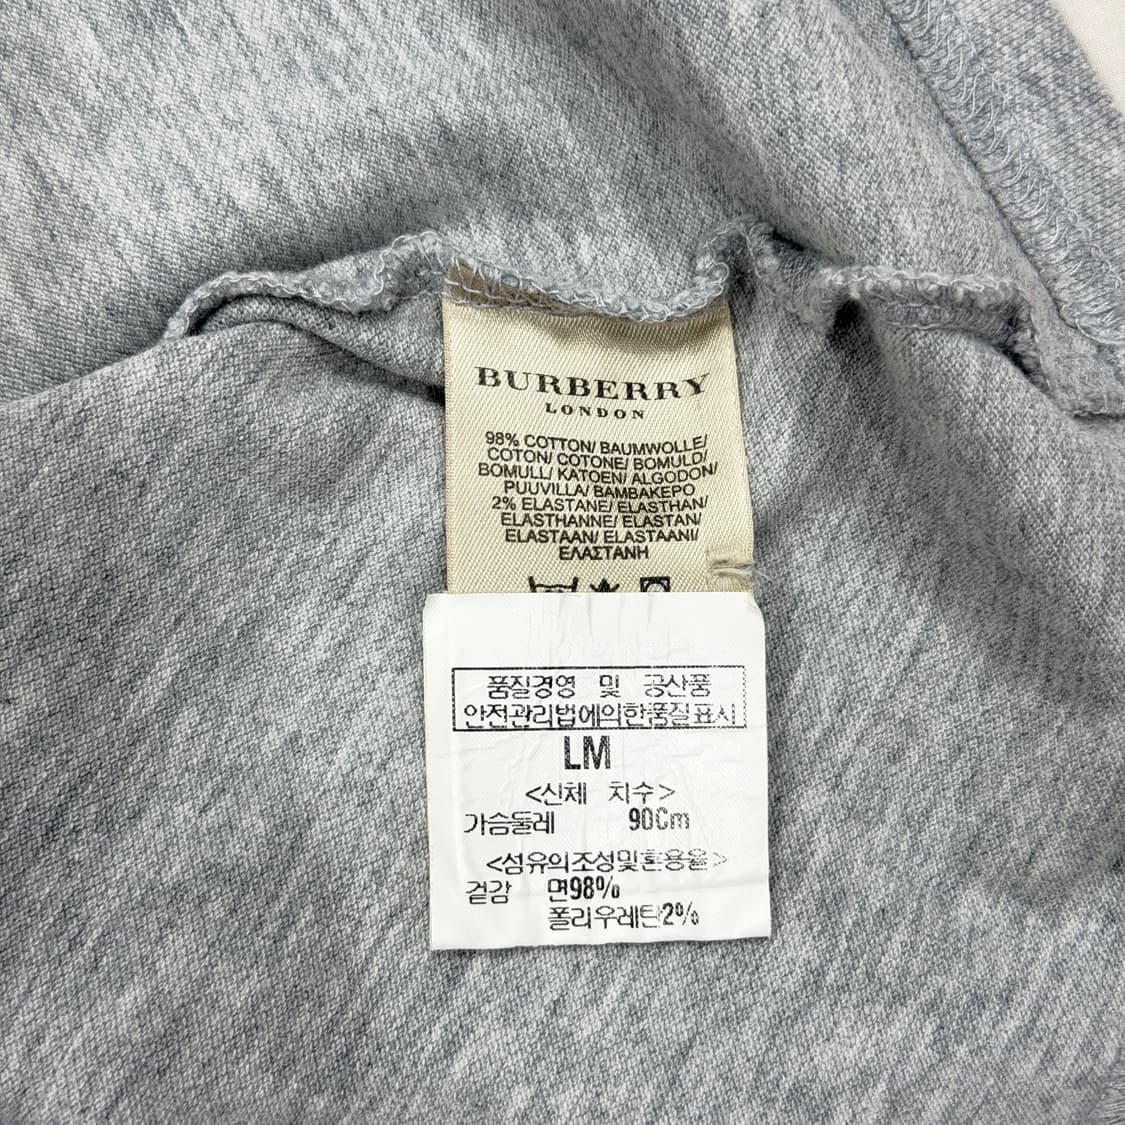 BURBERRY
LONDON
98% COTTON/ BAUMWOLLE/
COTON/ COTONE/ BOMULD/
BOMULL/ KATOEN/ ALGODON/
PUUVILLA/ ΒΑΜΒΑΚΕΡΟ
2% ELASTANE/ ELASTHAN/
ELASTHANNE/ ELASTAN/
ELASTAAN/ ELASTAANI/
ΕΛΑΣΤΑΝΗ
품질경영 및 공산품
안전관리법에의한품질표시
LM
<신체 치수>
가슴둘레 90Cm
<섬유의조성및혼용율>
겉감 면98%
폴리우레탄2%